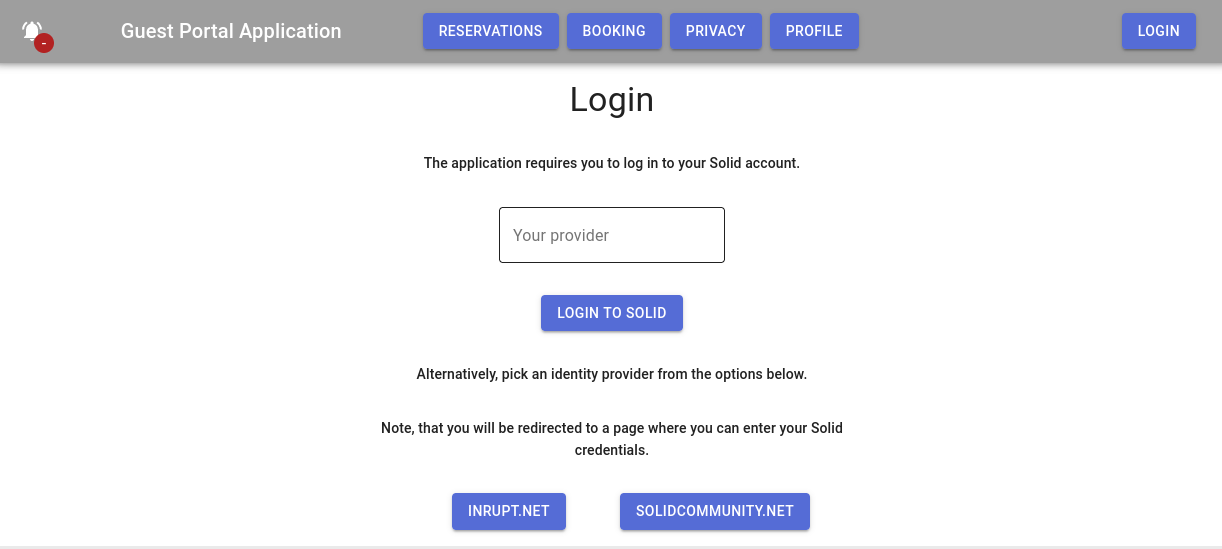 -
Guest Portal Application
RESERVATIONS BOOKING PRIVACY PROFILE LOGIN
Login
The application requires you to log in to your Solid account.
Your provider
LOGIN TO SOLID
Alternatively, pick an identity provider from the options below.
Note, that you will be redirected to a page where you can enter your Solid
credentials.
INRUPT.NET SOLIDCOMMUNITY.NET